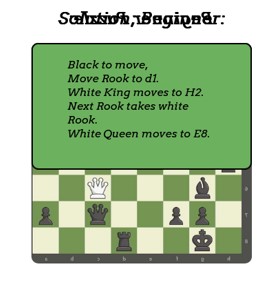 Black to move,
Move Rook to d1.
White King moves to H2.
Next Rook takes white
Rook.
White Queen moves to E8.